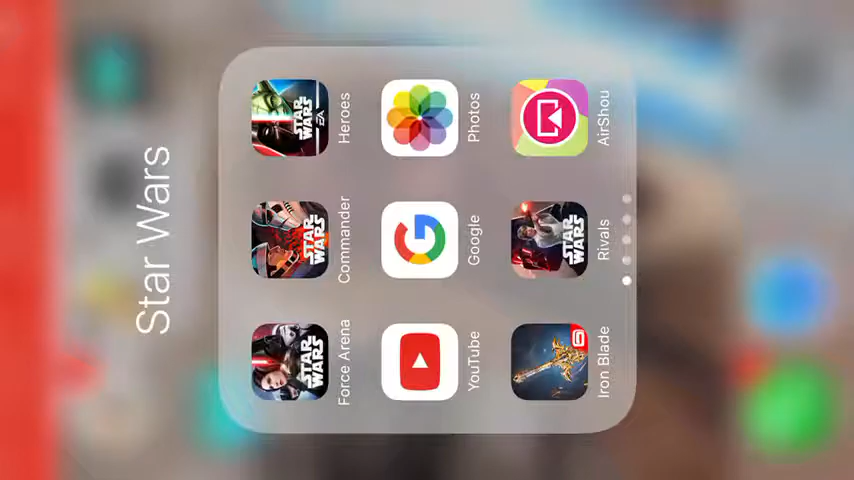 Star Wars
STAR WARS
STAR WARS
STAR WARS
EA
Force Arena Commander Heroes
YouTube Google Photos
STAR WARS
Iron Blade Rivals AirShou